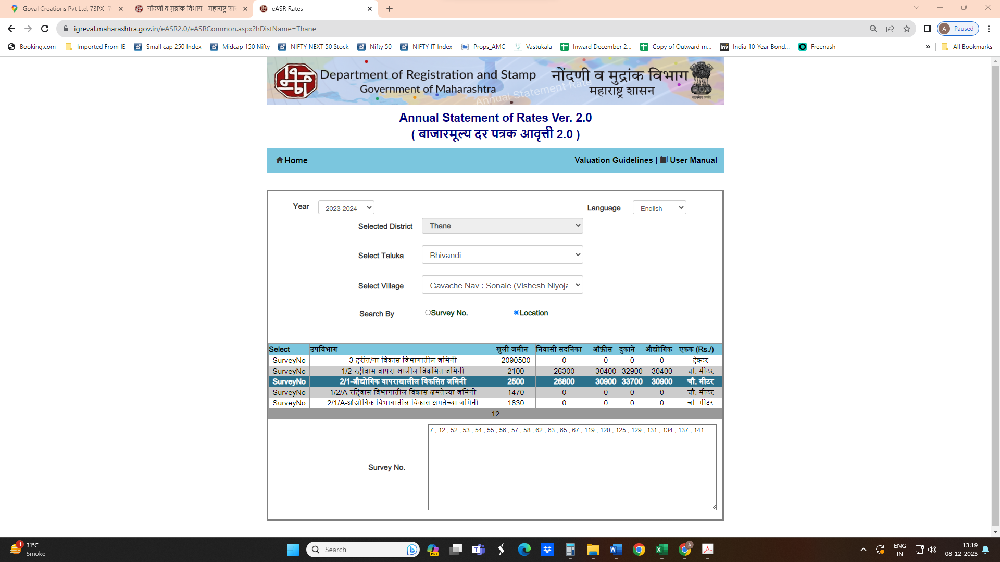 Goyal Creations Pvt Ltd, 73PX+7
नोंदणी व मुद्रांक विभाग - महाराष्ट्र शास
eASR Rates
igreval.maharashtra.gov.in/eASR2.0/eASRCommon.aspx?hDistName=Thane
A Paused
Booking.com Imported From IE Small cap 250 Index Midcap 150 Nifty NIFTY NEXT 50 Stock Nifty 50 NIFTY IT Index Props_AMC Vastukala Inward December 2... Copy of Outward m... India 10-Year Bond... Freenash » All Bookmarks
Department of Registration and Stamp नोंदणी व मुद्रांक विभाग
Government of Maharashtra महाराष्ट्र शासन
Annual Statement Rate
सत्यमेव जयते
Annual Statement of Rates Ver. 2.0
( बाजारमूल्य दर पत्रक आवृत्ती 2.0 )
Home Valuation Guidelines | User Manual
Year 2023-2024 Language English
Selected District Thane
Select Taluka Bhivandi
Select Village Gavache Nav : Sonale (Vishesh Niyoja
Search By Survey No. Location
Select उपविभाग खुली जमीन निवासी सदनिका ऑफ़ीस दुकाने औद्योगिक एकक (Rs./)
SurveyNo 3-हरीत/ना विकास विभागातील जमिनी 2090500 0 0 0 0 हेक्टर
SurveyNo 1/2-रहीवास वापरा खालील विकसित जमिनी 2100 26300 30400 32900 30400 चौ. मीटर
SurveyNo 2/1-औद्योगिक वापराखालील विकसित जमिनी 2500 26800 30900 33700 30900 चौ. मीटर
SurveyNo 1/2/A-रहिवास विभागातील विकास क्षमतेच्या जमिनी 1470 0 0 0 0 चौ. मीटर
SurveyNo 2/1/A-औद्योगिक विभागातील विकास क्षमतेच्या जमिनी 1830 0 0 0 0 चौ. मीटर
12
Survey No. 7 , 12 , 52 , 53 , 54 , 55 , 56 , 57 , 58 , 62 , 63 , 65 , 67 , 119 , 120 , 125 , 129 , 131 , 134 , 137 , 141
1 31°C
Smoke
Search
PRE
A
ENG
IN
13:19
08-12-2023